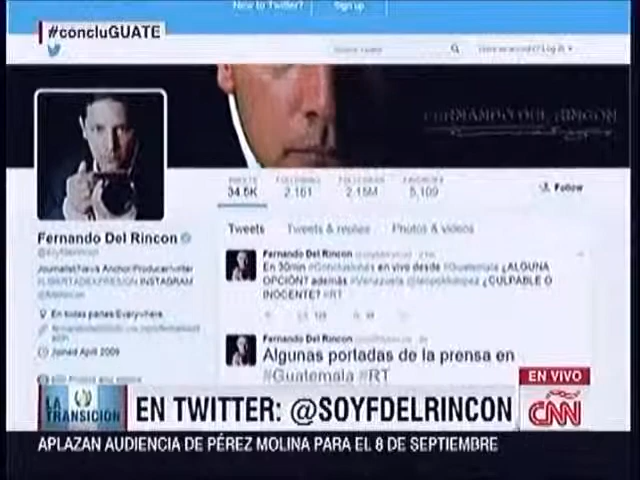 #concluGUATE
New to Twitter?
Sign up
FERNANDO DEL RINCON
TWEETS
34.5K
2,161
2.15M
5,109
Follow
Tweets
Tweets & replies
Photos & videos
Fernando Del Rincon
@soyfdelrincon
En todas partes Everywhere
Joined April 2009
Fernando Del Rincon
En 30min #Conclusiones en vivo desde #Guatemala ¿ALGUNA
OPCIÓN? además #Venezuela @leopoldolopez ¿CULPABLE O
INOCENTE? #RT
Fernando Del Rincon
Algunas portadas de la prensa en
#Guatemala #RT
LA
TRANSICIÓN
EN TWITTER: @SOYFDELRINCON
EN VIVO
CNN
APLAZAN AUDIENCIA DE PÉREZ MOLINA PARA EL 8 DE SEPTIEMBRE